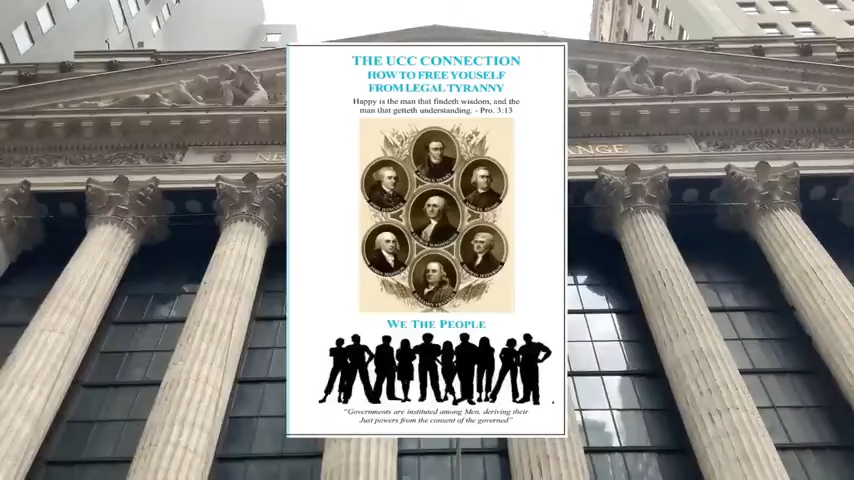 THE UCC CONNECTION
HOW TO FREE YOUSELF
FROM LEGAL TYRANNY
Happy is the man that findeth wisdom, and the
man that getteth understanding. - Pro. 3:13
WE THE PEOPLE
"Governments are instituted among Men, deriving their
Just powers from the consent of the governed"
NE
ANGE